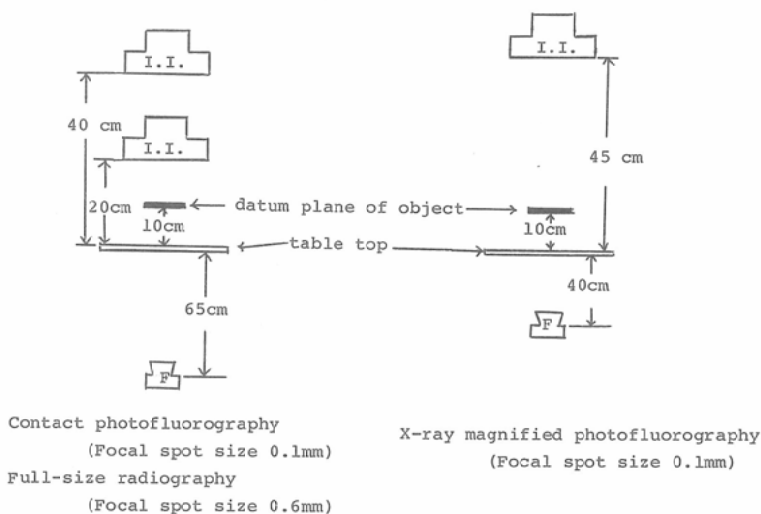 I.I.
I.I.
40 cm
I.I.
45 cm
20cm
datum plane of object
10cm
10cm
table top
40cm
65cm
F
F
Contact photofluorography
(Focal spot size 0.1mm)
Full-size radiography
(Focal spot size 0.6mm)
X-ray magnified photofluorography
(Focal spot size 0.1mm)